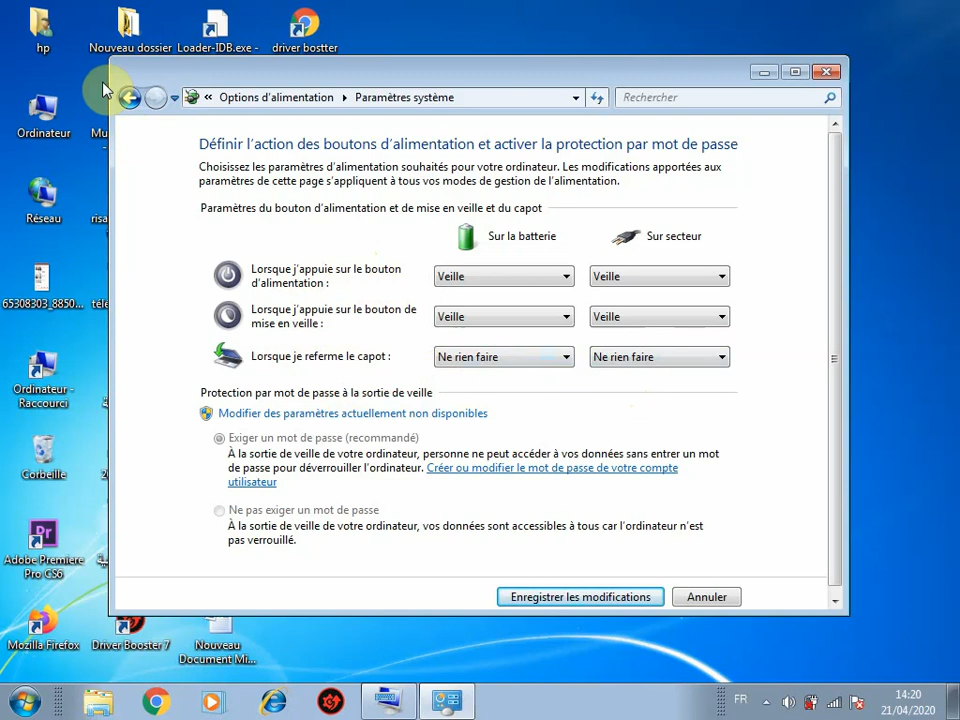 hp
Nouveau dossier
Loader-IDB.exe -
driver bostter
Options d'alimentation
Paramètres système
Rechercher
Ordinateur
Définir l'action des boutons d'alimentation et activer la protection par mot de passe
Choisissez les paramètres d'alimentation souhaités pour votre ordinateur. Les modifications apportées aux
paramètres de cette page s'appliquent à tous vos modes de gestion de l'alimentation.
Paramètres du bouton d'alimentation et de mise en veille et du capot
Réseau
Sur la batterie
Sur secteur
Lorsque j'appuie sur le bouton
d'alimentation :
Veille
Veille
Lorsque j'appuie sur le bouton de
mise en veille :
Veille
Veille
65308303_8850...
Lorsque je referme le capot :
Ne rien faire
Ne rien faire
Ordinateur -
Raccourci
Protection par mot de passe à la sortie de veille
Modifier des paramètres actuellement non disponibles
Exiger un mot de passe (recommandé)
À la sortie de veille de votre ordinateur, personne ne peut accéder à vos données sans entrer un mot
de passe pour déverrouiller l'ordinateur. Créer ou modifier le mot de passe de votre compte
utilisateur
Corbeille
Ne pas exiger un mot de passe
À la sortie de veille de votre ordinateur, vos données sont accessibles à tous car l'ordinateur n'est
pas verrouillé.
Adobe Premiere
Pro CS6
Enregistrer les modifications
Annuler
Mozilla Firefox
Driver Booster 7
Nouveau
Document Mi...
FR
14:20
21/04/2020